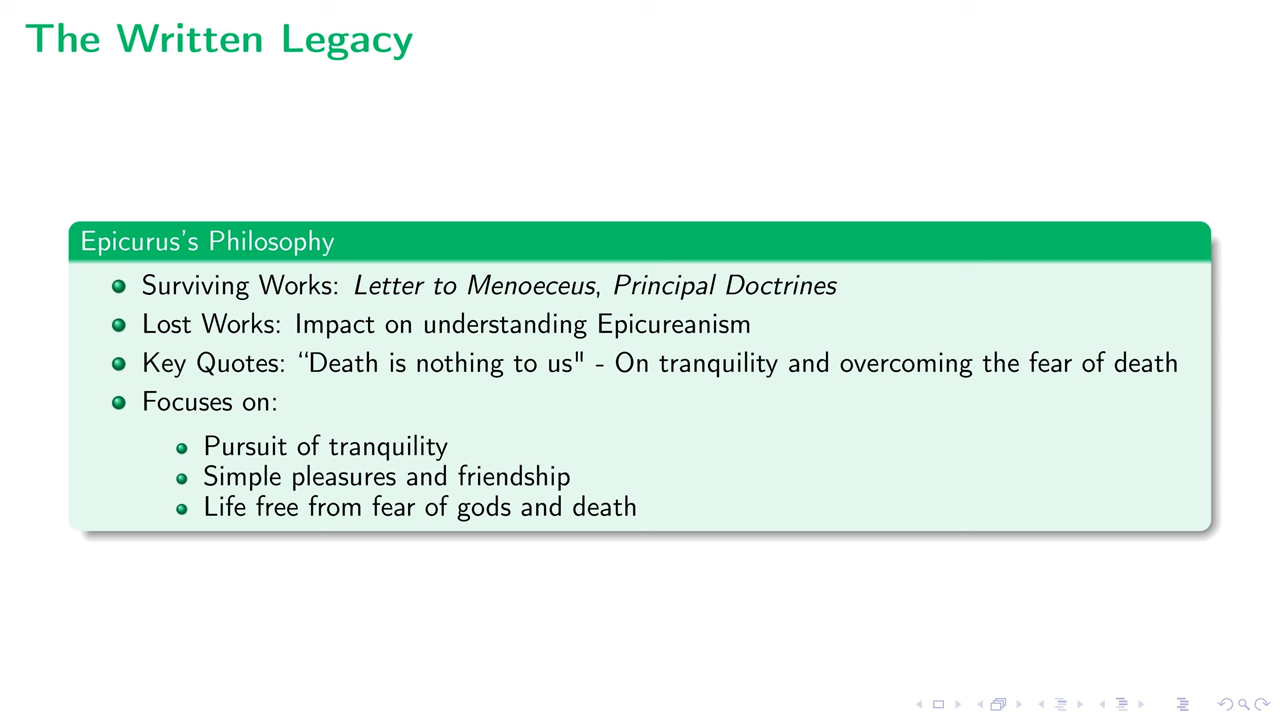 The Written Legacy
Epicurus's Philosophy
Surviving Works: Letter to Menoeceus, Principal Doctrines
Lost Works: Impact on understanding Epicureanism
Key Quotes: “Death is nothing to us" - On tranquility and overcoming the fear of death
Focuses on:
Pursuit of tranquility
Simple pleasures and friendship
Life free from fear of gods and death